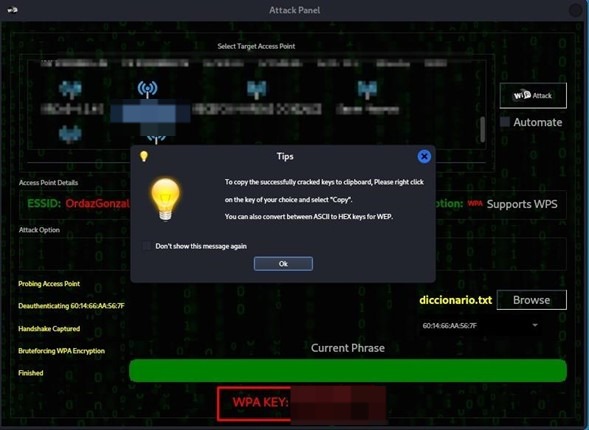 Attack Panel
Select Target Access Point
Tips
To copy the successfully cracked keys to clipboard, Please right click
on the key of your choice and select "Copy".
You can also convert between ASCII to HEX keys for WEP.
Don't show this message again
Ok
Attack
Automate
Access Point Details
ESSID: OrdazGonzal
WPA Supports WPS
Attack Option
Probing Access Point
Deauthenticating 60:14:66:AA:56:7F
Handshake Captured
Bruteforcing WPA Encryption
Finished
diccionario.txt Browse
60:14:66:AA:56:7F
Current Phrase
WPA KEY: